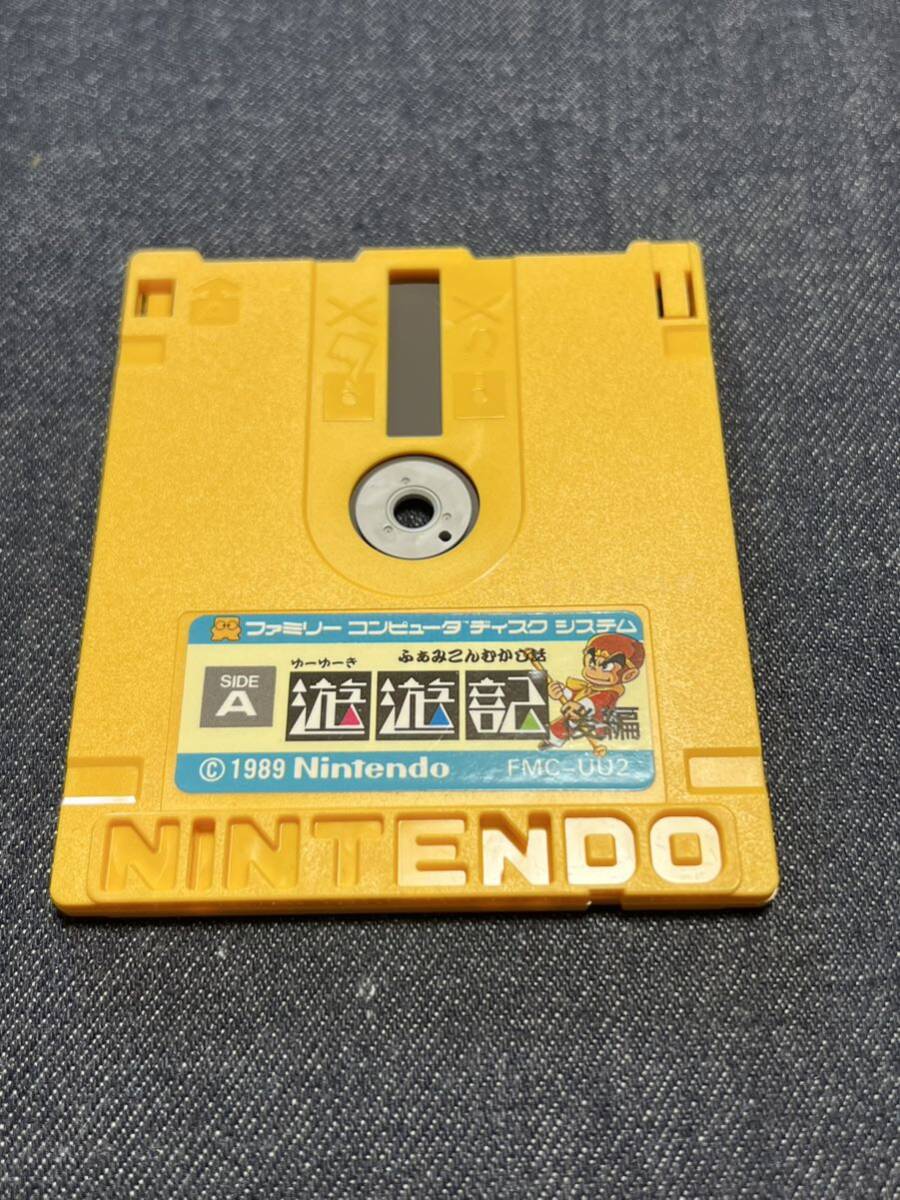 ファミリー コンピュータ ディスク システム
SIDE
A
ゆーゆーき
ふぁみこんむかし話
遊遊記
後編
© 1989 Nintendo
FMC-UU2
NINTENDO